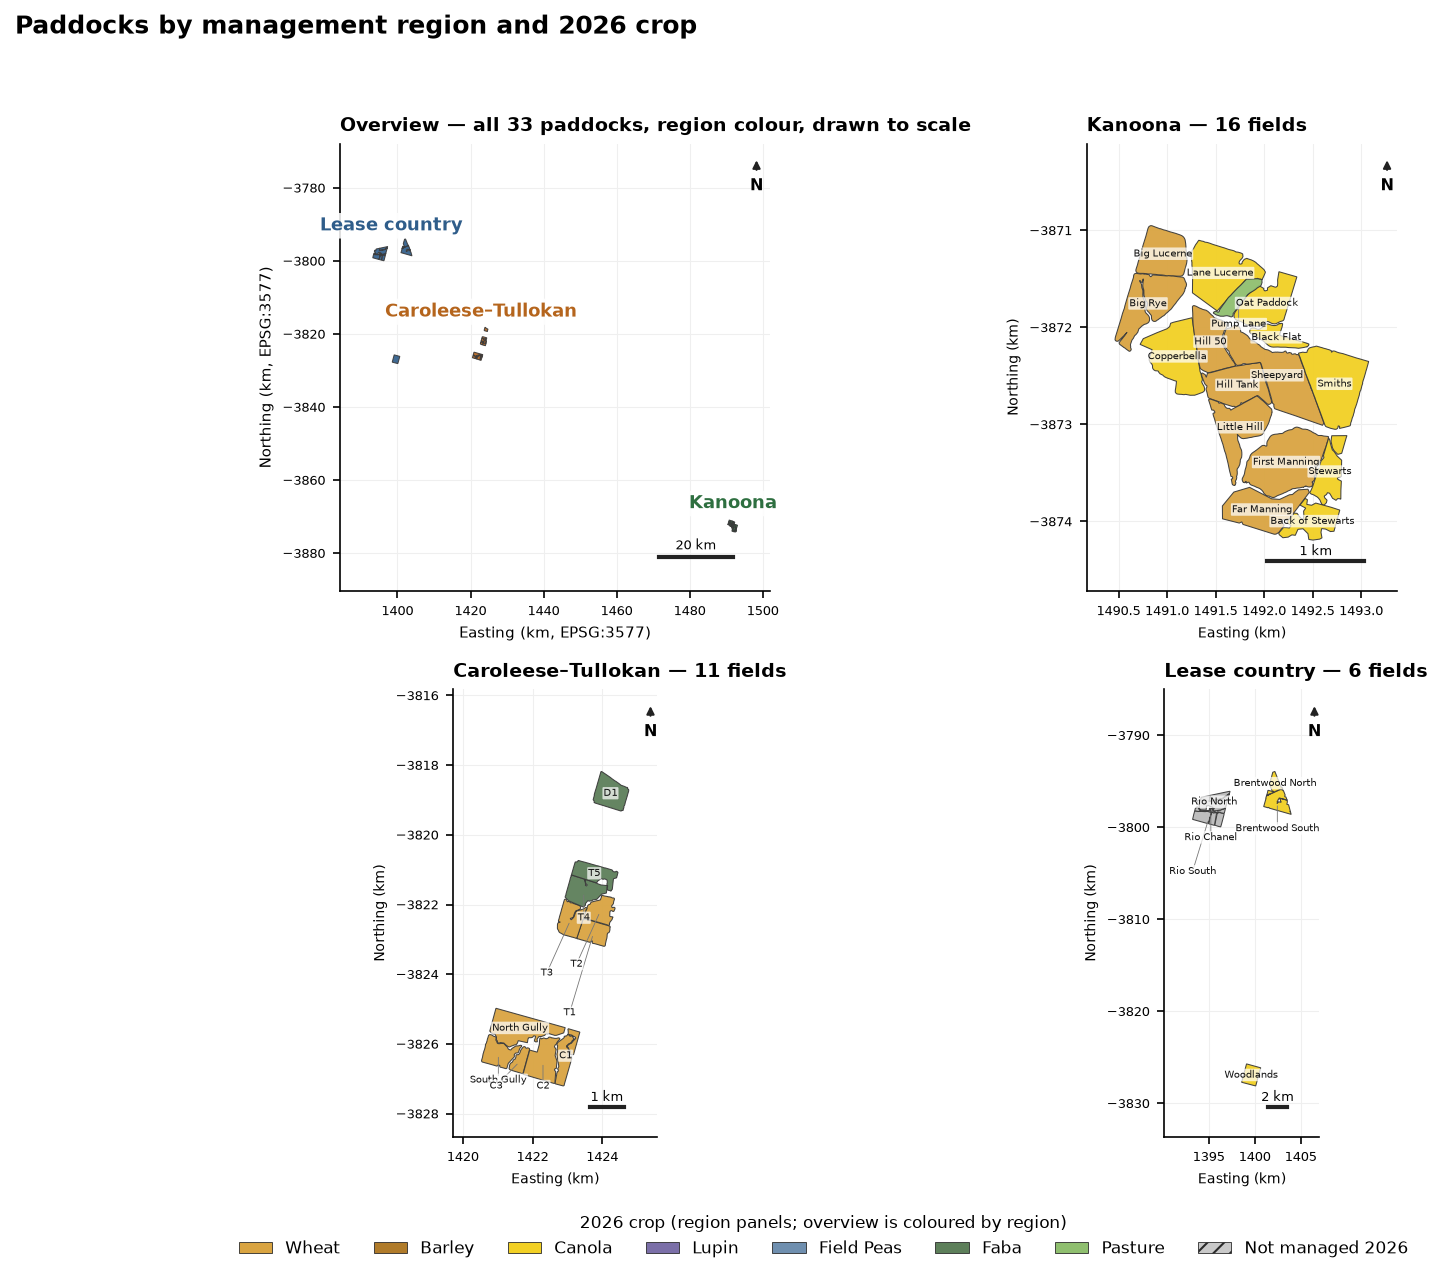 Paddocks by management region and 2026 crop
Overview — all 33 paddocks, region colour, drawn to scale
N
−3780
−3800
−3820
−3840
−3860
−3880
Northing (km, EPSG:3577)
Lease country
Caroleese–Tullokan
Kanoona
20 km
1400 1420 1440 1460 1480 1500
Easting (km, EPSG:3577)
Kanoona — 16 fields
N
−3871
−3872
−3873
−3874
Northing (km)
Big Lucerne
Lane Lucerne
Big Rye
Oat Paddock
Pump Lane
Black Flat
Hill 50
Copperbella
Sheepyard
Hill Tank
Smiths
Little Hill
First Manning
Stewarts
Far Manning
Back of Stewarts
1 km
1490.5 1491.0 1491.5 1492.0 1492.5 1493.0
Easting (km)
Caroleese–Tullokan — 11 fields
N
−3816
−3818
−3820
−3822
−3824
−3826
−3828
Northing (km)
D1
T5
T4
T2
T3
T1
North Gully
C1
South Gully
C3
C2
1 km
1420 1422 1424
Easting (km)
Lease country — 6 fields
N
−3790
−3800
−3810
−3820
−3830
Northing (km)
Brentwood North
Rio North
Brentwood South
Rio Chanel
Rio South
Woodlands
2 km
1395 1400 1405
Easting (km)
2026 crop (region panels; overview is coloured by region)
Wheat Barley Canola Lupin Field Peas Faba Pasture Not managed 2026